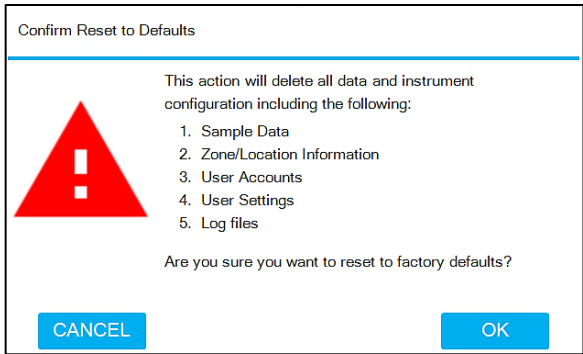 Confirm Reset to Defaults
This action will delete all data and instrument
configuration including the following:
1. Sample Data
2. Zone/Location Information
3. User Accounts
4. User Settings
5. Log files
Are you sure you want to reset to factory defaults?
CANCEL
OK